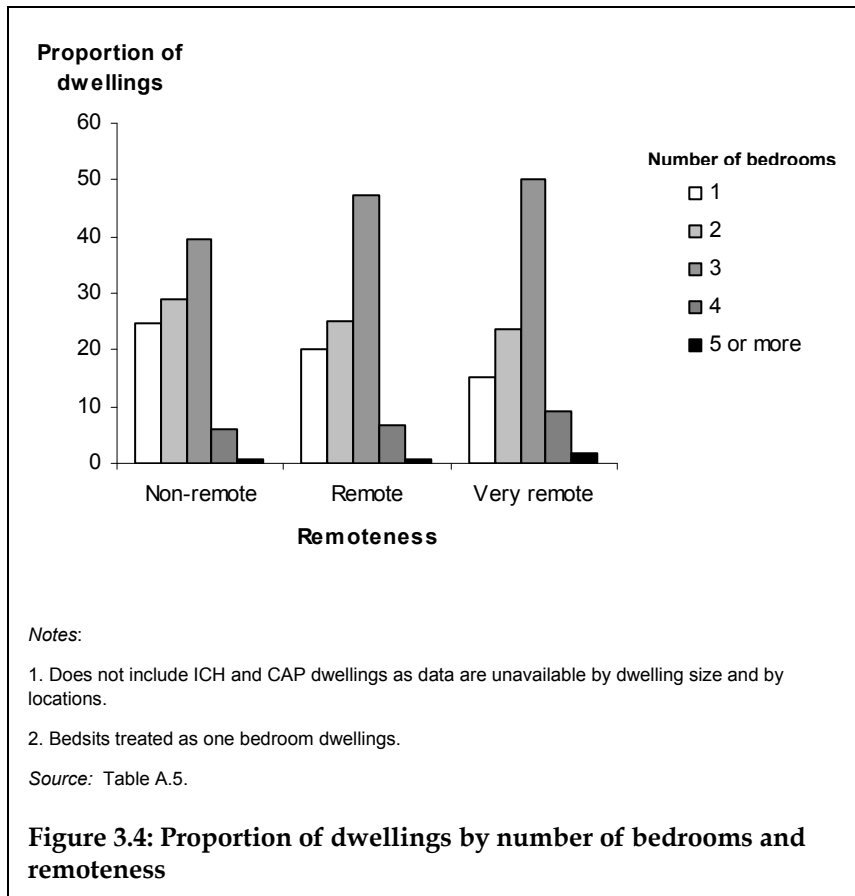 Proportion of
dwellings
60
50
40
30
20
10
0
Non-remote Remote Very remote
Remoteness
Number of bedrooms
1
2
3
4
5 or more
Notes:
1. Does not include ICH and CAP dwellings as data are unavailable by dwelling size and by
locations.
2. Bedsits treated as one bedroom dwellings.
Source: Table A.5.
Figure 3.4: Proportion of dwellings by number of bedrooms and
remoteness